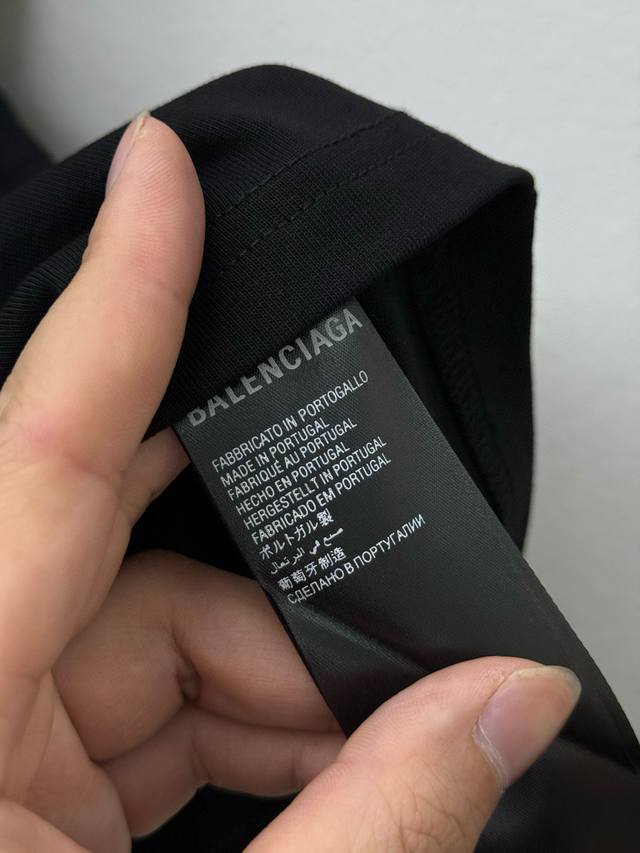 BALENCIAGA
FABBRICATO IN PORTOGALLO
MADE IN PORTUGAL
FABRIQUÉ AU PORTUGAL
HECHO EN PORTUGAL
HERGESTELLT IN PORTUGAL
FABRICADO EM PORTUGAL
ポルトガル製
صنع في البرتغال
葡萄牙制造
СДЕЛАНО В ПОРТУГАЛИИ